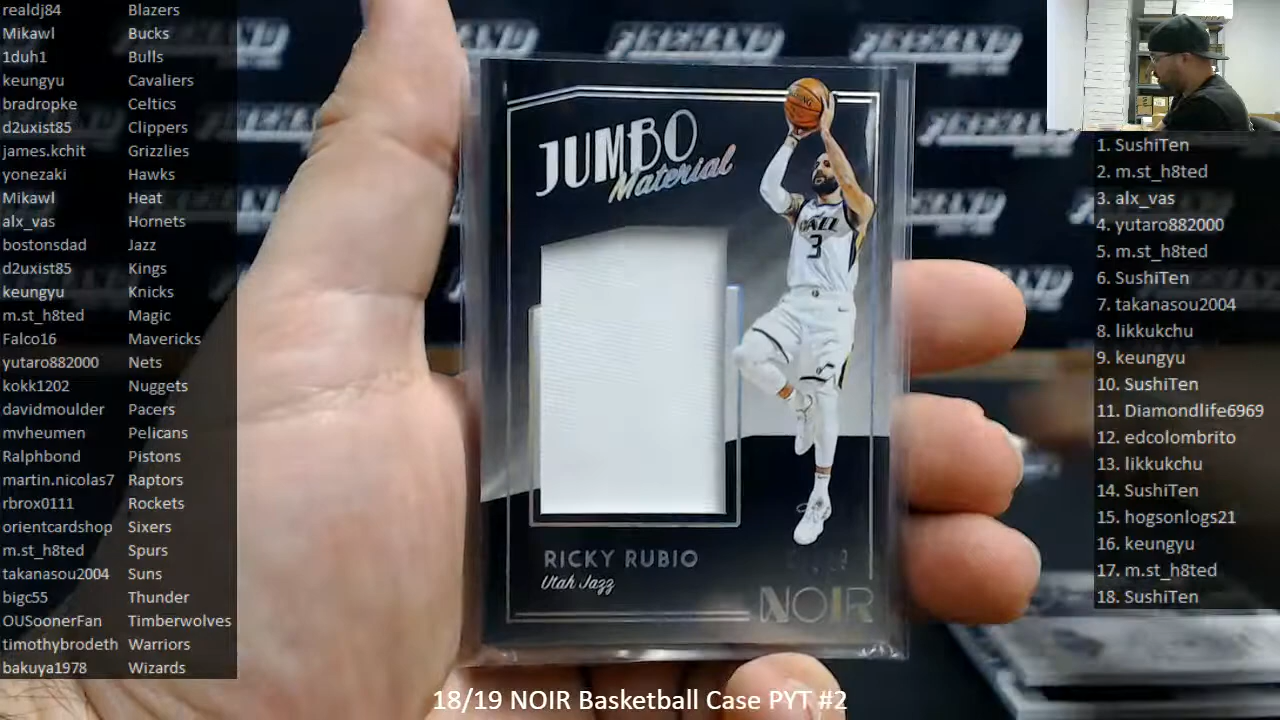 realdj84 Blazers
Mikawl Bucks
1duh1 Bulls
keungyu Cavaliers
bradropke Celtics
d2uxist85 Clippers
james.kchit Grizzlies
yonezaki Hawks
Mikawl Heat
alx_vas Hornets
bostonsdad Jazz
d2uxist85 Kings
keungyu Knicks
m.st_h8ted Magic
Falco16 Mavericks
yutaro882000 Nets
kokk1202 Nuggets
davidmoulder Pacers
mvheumen Pelicans
Ralphbond Pistons
martin.nicolas7 Raptors
rbrox0111 Rockets
orientcardshop Sixers
m.st_h8ted Spurs
takanasou2004 Suns
bigc55 Thunder
OUSoonerFan Timberwolves
timothybrodeth Warriors
bakuya1978 Wizards
JUMBO
Material
3
RICKY RUBIO
Utah Jazz
NOIR
1. SushiTen
2. m.st_h8ted
3. alx_vas
4. yutaro882000
5. m.st_h8ted
6. SushiTen
7. takanasou2004
8. likkukchu
9. keungyu
10. SushiTen
11. Diamondlife6969
12. edcolombrito
13. likkukchu
14. SushiTen
15. hogsonlogs21
16. keungyu
17. m.st_h8ted
18. SushiTen
18/19 NOIR Basketball Case PYT #2